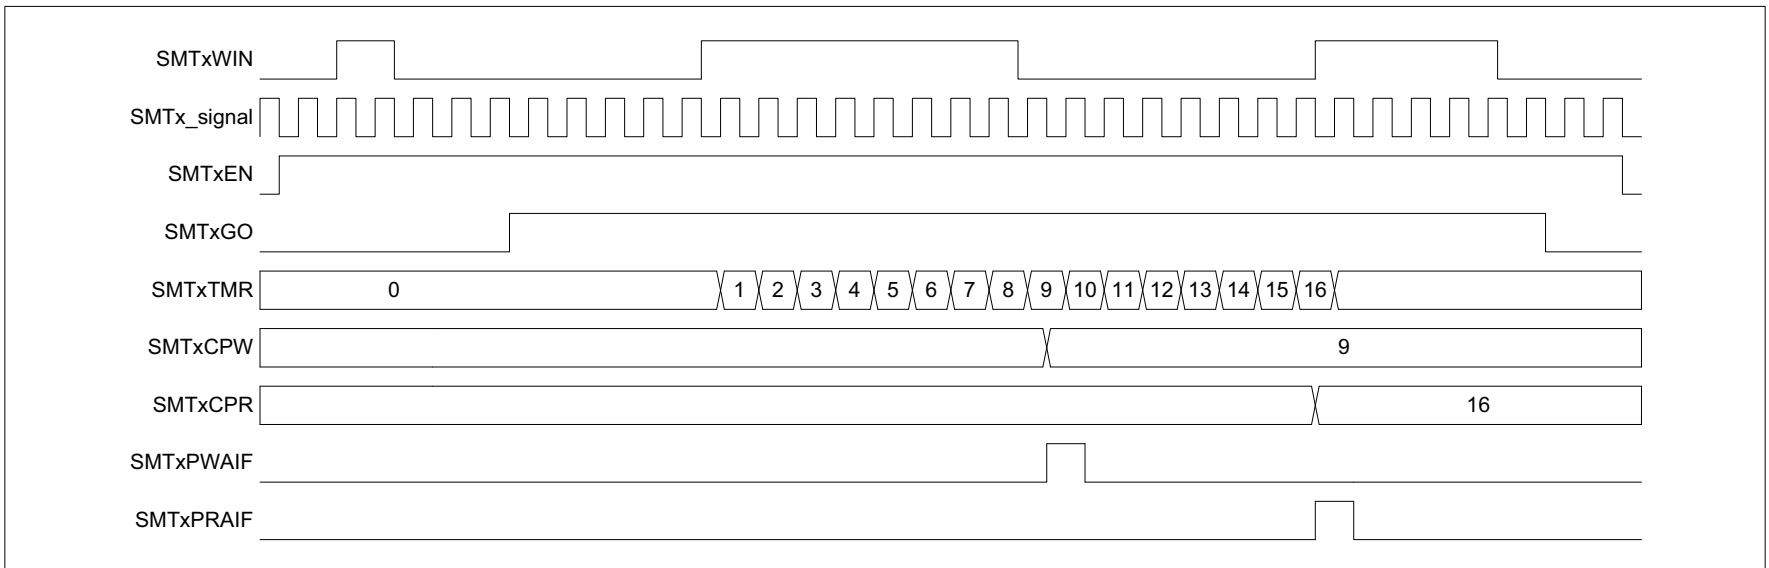 SMTxWIN
SMTx_signal
SMTxEN
SMTxGO
SMTxTMR 0 1 2 3 4 5 6 7 8 9 10 11 12 13 14 15 16
SMTxCPW 9
SMTxCPR 16
SMTxPWAIF
SMTxPRAIF